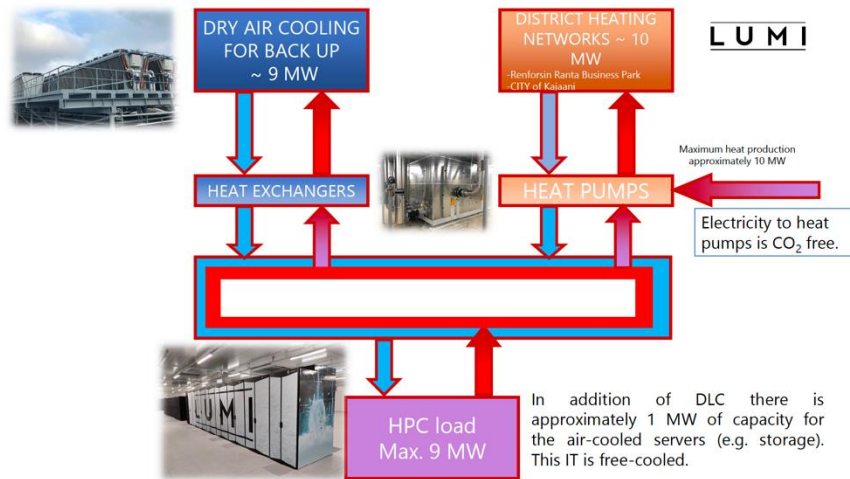 DRY AIR COOLING
FOR BACK UP
~ 9 MW
DISTRICT HEATING
NETWORKS ~ 10
MW
-Renforsin Ranta Business Park
-CITY of Kajaani
LUMI
Maximum heat production
approximately 10 MW
HEAT EXCHANGERS
HEAT PUMPS
Electricity to heat
pumps is CO₂ free.
LUMI
HPC load
Max. 9 MW
In addition of DLC there is
approximately 1 MW of capacity for
the air-cooled servers (e.g. storage).
This IT is free-cooled.